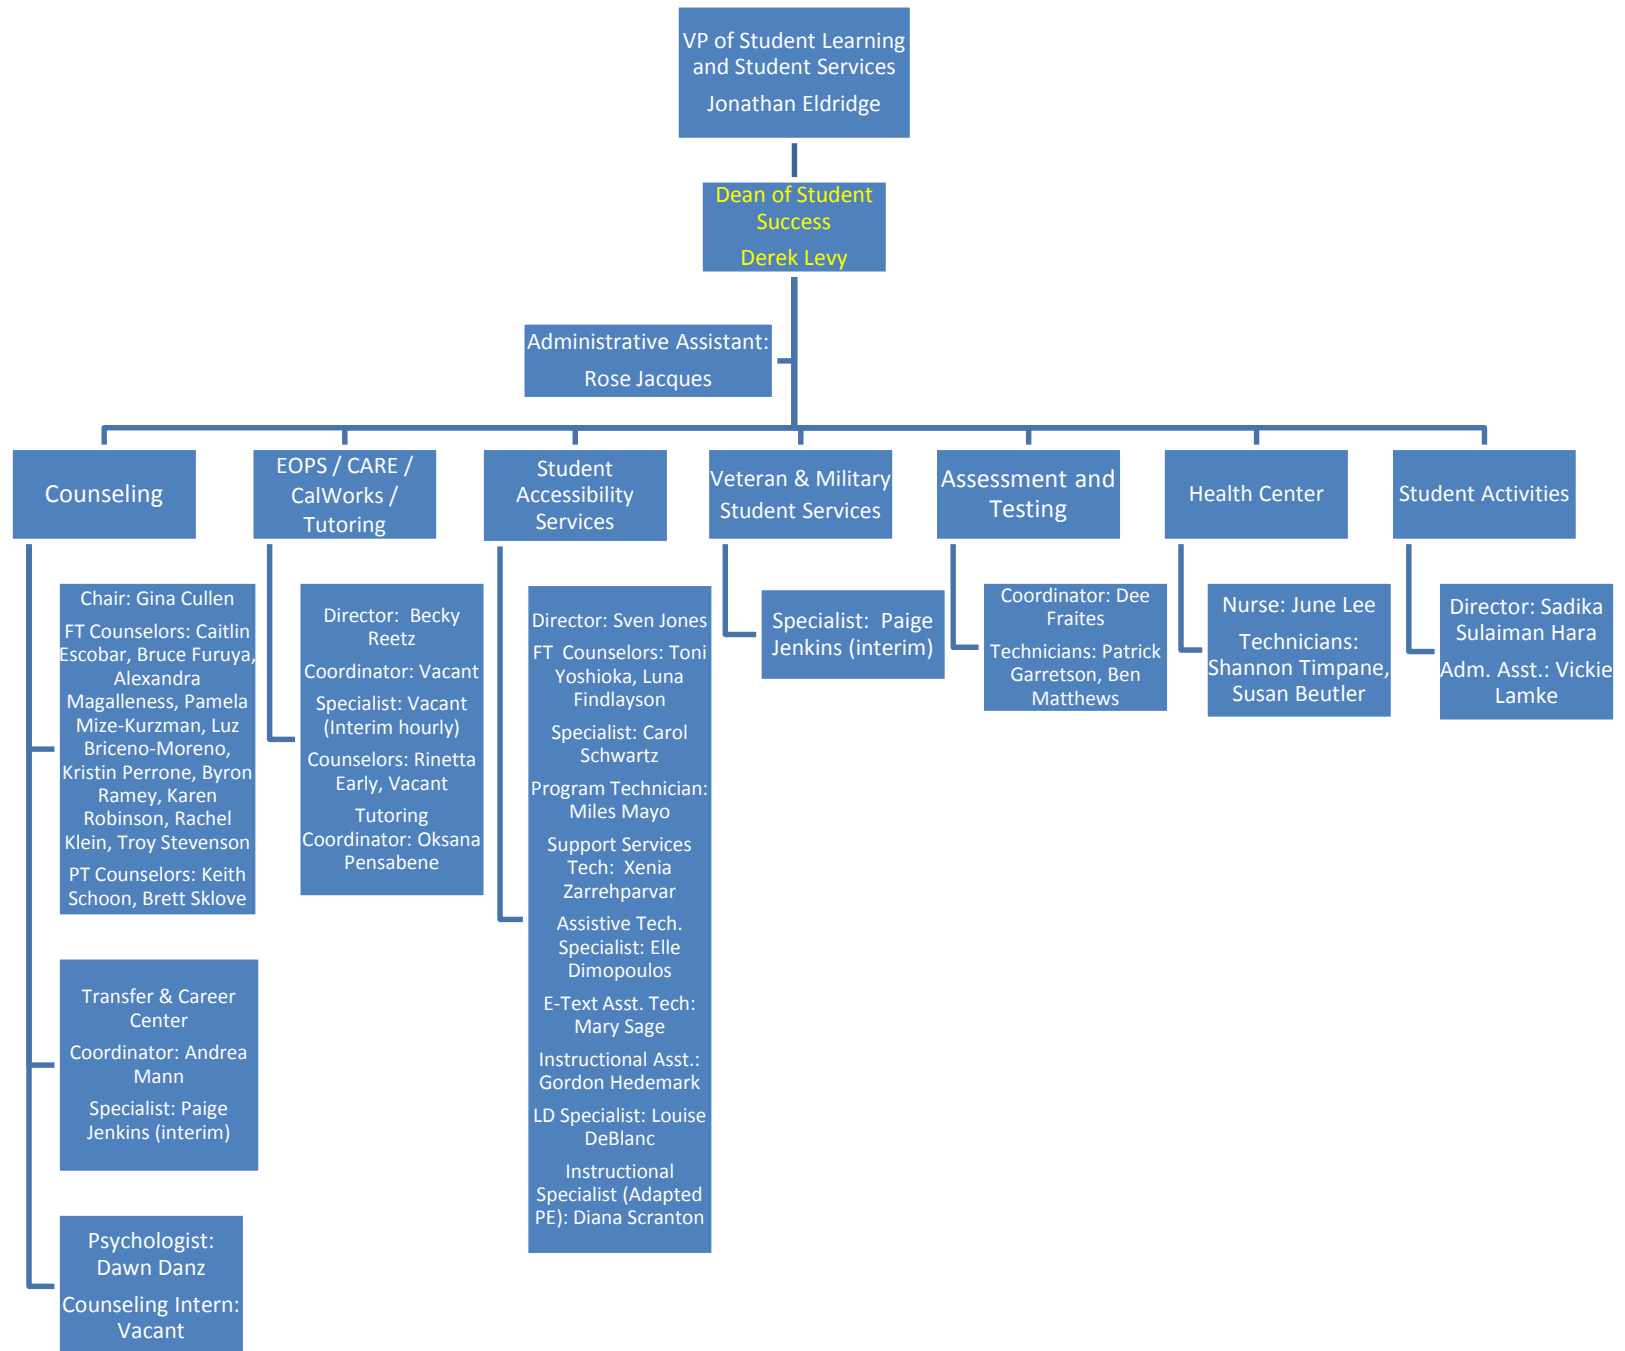 VP of Student Learning
and Student Services
Jonathan Eldridge
Dean of Student
Success
Derek Levy
Administrative Assistant:
Rose Jacques
Counseling
EOPS / CARE /
CalWorks /
Tutoring
Student
Accessibility
Services
Veteran & Military
Student Services
Assessment and
Testing
Health Center
Student Activities
Chair: Gina Cullen
FT Counselors: Caitlin
Escobar, Bruce Furuya,
Alexandra
Magalleness, Pamela
Mize-Kurzman, Luz
Briceno-Moreno,
Kristin Perrone, Byron
Ramey, Karen
Robinson, Rachel
Klein, Troy Stevenson
PT Counselors: Keith
Schoon, Brett Sklove
Transfer & Career
Center
Coordinator: Andrea
Mann
Specialist: Paige
Jenkins (interim)
Psychologist:
Dawn Danz
Counseling Intern:
Vacant
Director:  Becky
Reetz
Coordinator: Vacant
Specialist: Vacant
(Interim hourly)
Counselors: Rinetta
Early, Vacant
Tutoring
Coordinator: Oksana
Pensabene
Director: Sven Jones
FT  Counselors: Toni
Yoshioka, Luna
Findlayson
Specialist: Carol
Schwartz
Program Technician:
Miles Mayo
Support Services
Tech:  Xenia
Zarrehparvar
Assistive Tech.
Specialist: Elle
Dimopoulos
E-Text Asst. Tech:
Mary Sage
Instructional Asst.:
Gordon Hedemark
LD Specialist: Louise
DeBlanc
Instructional
Specialist (Adapted
PE): Diana Scranton
Specialist:  Paige
Jenkins (interim)
Coordinator: Dee
Fraites
Technicians: Patrick
Garretson, Ben
Matthews
Nurse: June Lee
Technicians:
Shannon Timpane,
Susan Beutler
Director: Sadika
Sulaiman Hara
Adm. Asst.: Vickie
Lamke